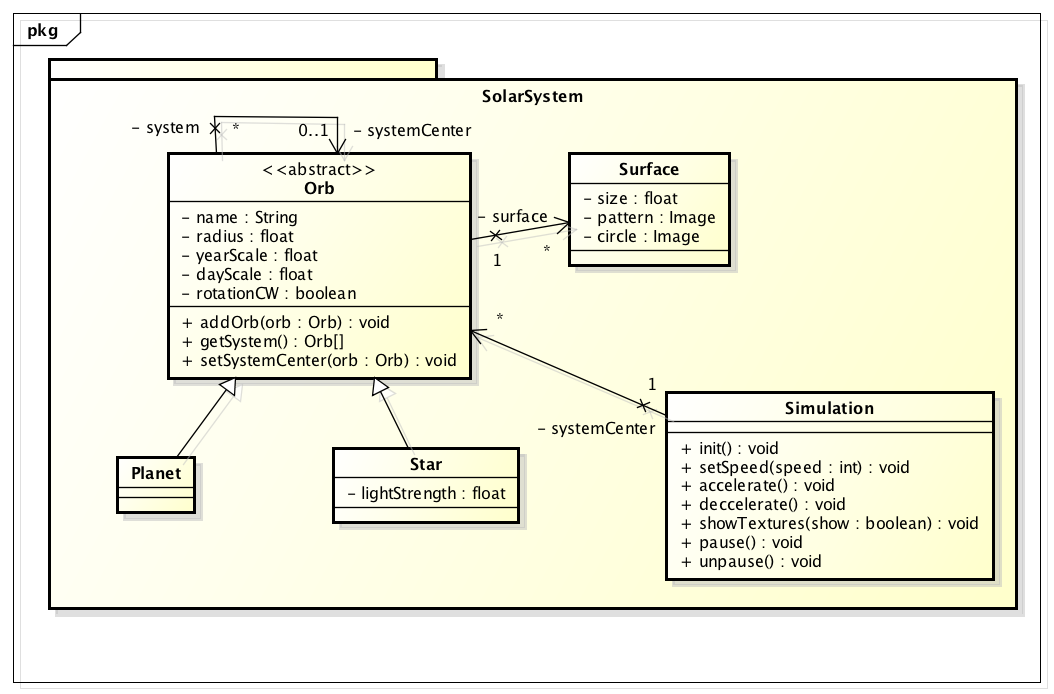 pkg
SolarSystem
- system
*
0..1
- systemCenter
<<abstract>>
Orb
- name : String
- radius : float
- yearScale : float
- dayScale : float
- rotationCW : boolean
+ addOrb(orb : Orb) : void
+ getSystem() : Orb[]
+ setSystemCenter(orb : Orb) : void
- surface
1
*
Surface
- size : float
- pattern : Image
- circle : Image
*
1
- systemCenter
Planet
Star
- lightStrength : float
Simulation
+ init() : void
+ setSpeed(speed : int) : void
+ accelerate() : void
+ deccelerate() : void
+ showTextures(show : boolean) : void
+ pause() : void
+ unpause() : void